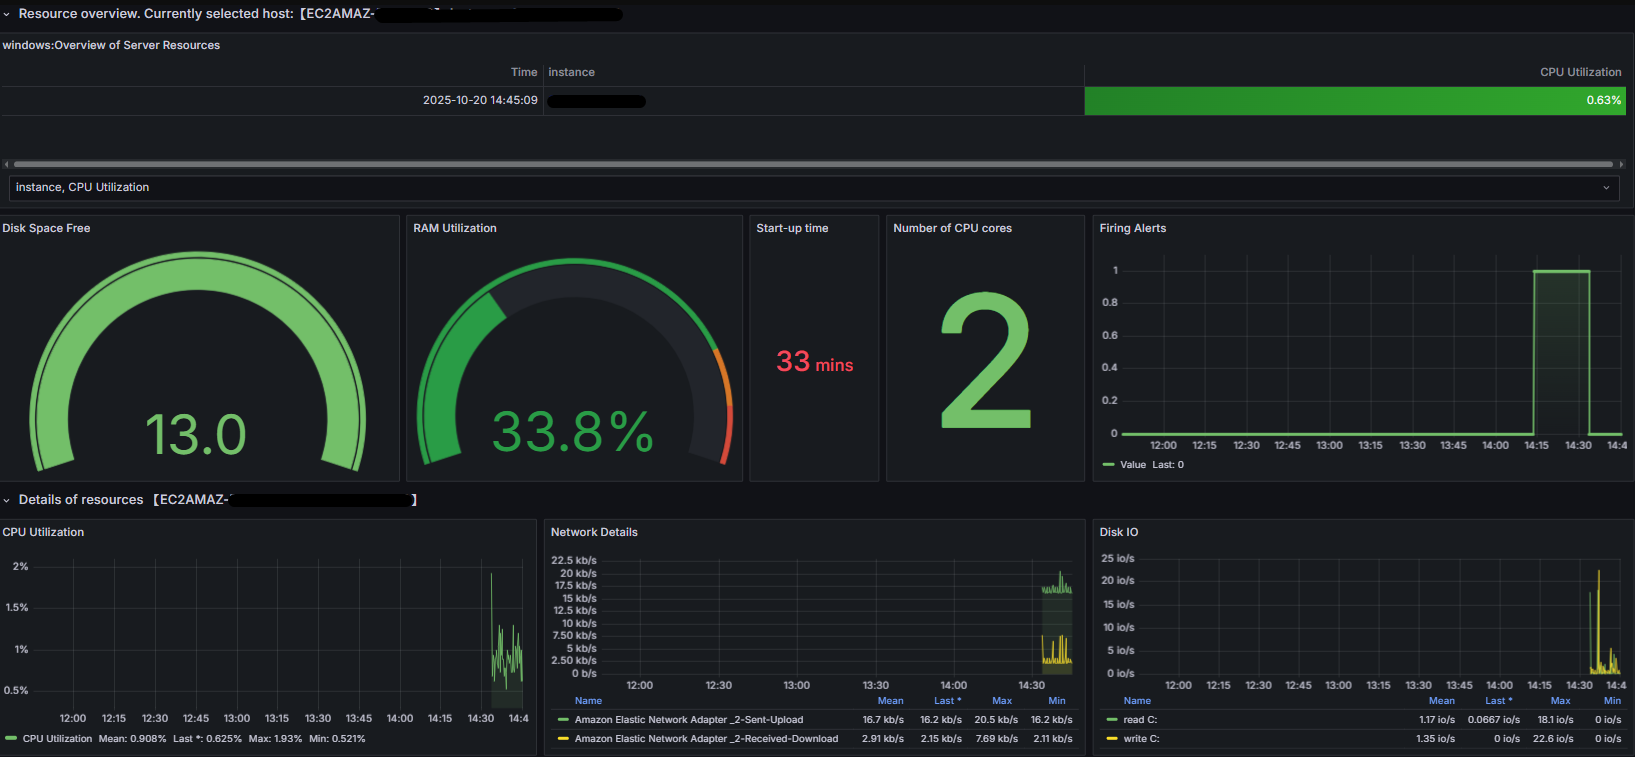 Resource overview. Currently selected host:【EC2AMAZ-
windows:Overview of Server Resources
Time instance CPU Utilization
2025-10-20 14:45:09 0.63%
instance, CPU Utilization
Disk Space Free
13.0
RAM Utilization
33.8%
Start-up time
33 mins
Number of CPU cores
2
Firing Alerts
1
0.8
0.6
0.4
0.2
0
12:00 12:15 12:30 12:45 13:00 13:15 13:30 13:45 14:00 14:15 14:30 14:4
Value Last: 0
Details of resources 【EC2AMAZ- 】
CPU Utilization
2%
1.5%
1%
0.5%
12:00 12:15 12:30 12:45 13:00 13:15 13:30 13:45 14:00 14:15 14:30 14:4
CPU Utilization Mean: 0.908% Last *: 0.625% Max: 1.93% Min: 0.521%
Network Details
22.5 kb/s
20 kb/s
17.5 kb/s
15 kb/s
12.5 kb/s
10 kb/s
7.50 kb/s
5 kb/s
2.50 kb/s
0 b/s
12:00 12:30 13:00 13:30 14:00 14:30
Name Mean Last * Max Min
Amazon Elastic Network Adapter _2-Sent-Upload 16.7 kb/s 16.2 kb/s 20.5 kb/s 16.2 kb/s
Amazon Elastic Network Adapter _2-Received-Download 2.91 kb/s 2.15 kb/s 7.69 kb/s 2.11 kb/s
Disk IO
25 io/s
20 io/s
15 io/s
10 io/s
5 io/s
0 io/s
12:00 12:15 12:30 12:45 13:00 13:15 13:30 13:45 14:00 14:15 14:30 14:4
Name Mean Last * Max Min
read C: 1.17 io/s 0.0667 io/s 18.1 io/s 0 io/s
write C: 1.35 io/s 0 io/s 22.6 io/s 0 io/s